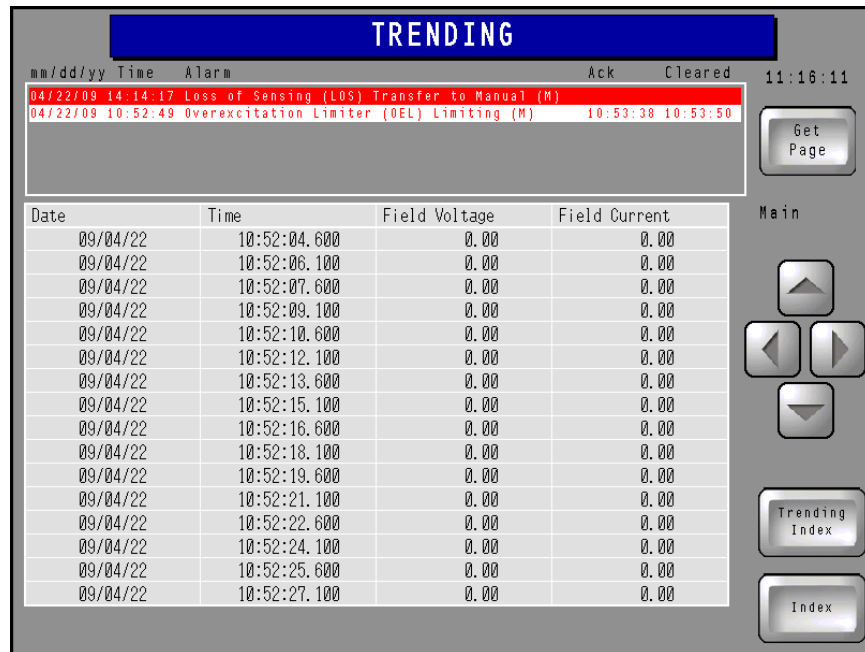 TRENDING
mm/dd/yy Time Alarm Ack Cleared
11:16:11
04/22/09 14:14:17 Loss of Sensing (LOS) Transfer to Manual (M)
04/22/09 10:52:49 Overexcitation Limiter (OEL) Limiting (M) 10:53:38 10:53:50
Get
Page
Date Time Field Voltage Field Current
Main
09/04/22 10:52:04.600 0.00 0.00
09/04/22 10:52:06.100 0.00 0.00
09/04/22 10:52:07.600 0.00 0.00
09/04/22 10:52:09.100 0.00 0.00
09/04/22 10:52:10.600 0.00 0.00
09/04/22 10:52:12.100 0.00 0.00
09/04/22 10:52:13.600 0.00 0.00
09/04/22 10:52:15.100 0.00 0.00
09/04/22 10:52:16.600 0.00 0.00
09/04/22 10:52:18.100 0.00 0.00
09/04/22 10:52:19.600 0.00 0.00
09/04/22 10:52:21.100 0.00 0.00
09/04/22 10:52:22.600 0.00 0.00
09/04/22 10:52:24.100 0.00 0.00
09/04/22 10:52:25.600 0.00 0.00
09/04/22 10:52:27.100 0.00 0.00
Trending
Index
Index